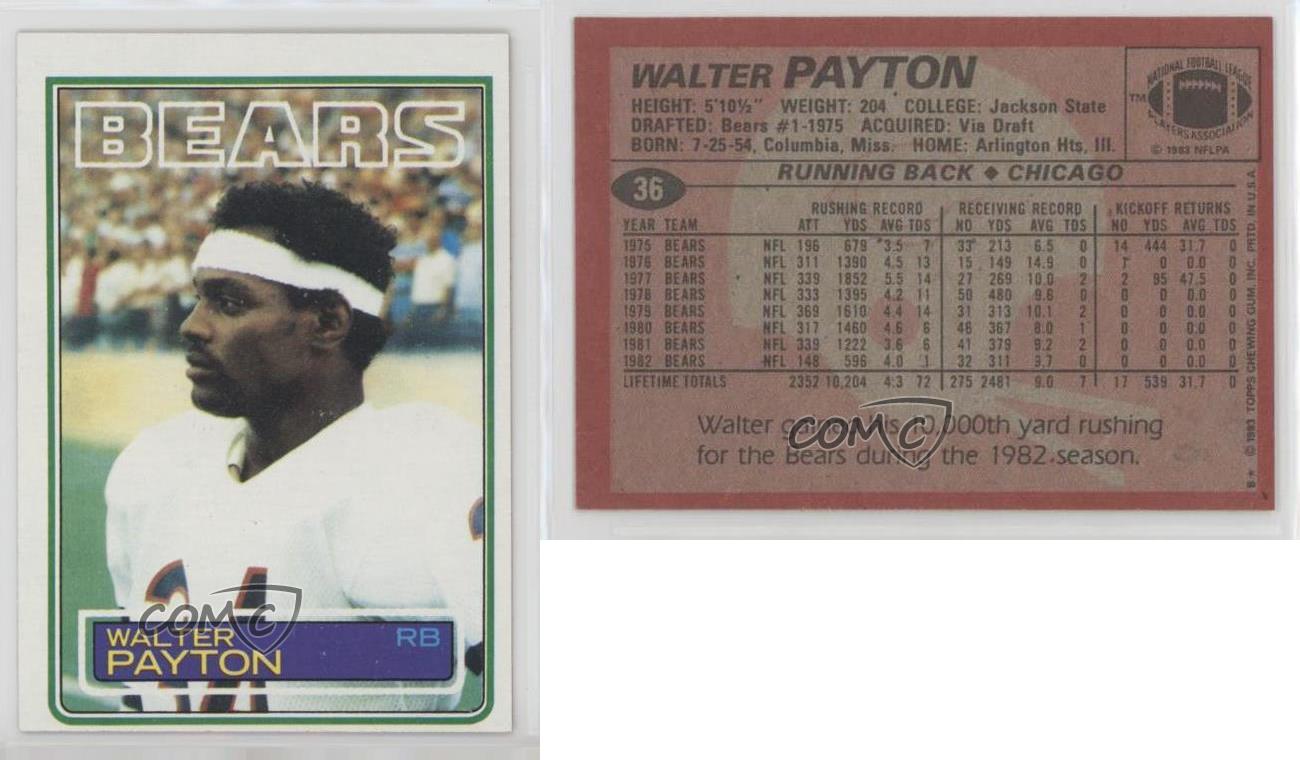 BEARS
WALTER RB
PAYTON
COMC
WALTER PAYTON
HEIGHT: 5'10½" WEIGHT: 204 COLLEGE: Jackson State
DRAFTED: Bears #1-1975 ACQUIRED: Via Draft
BORN: 7-25-54, Columbia, Miss. HOME: Arlington Hts, Ill.
NATIONAL FOOTBALL LEAGUE
PLAYERS ASSOCIATION
TM
© 1983 NFLPA
36
RUNNING BACK ◆ CHICAGO
RUSHING RECORD RECEIVING RECORD KICKOFF RETURNS
YEAR TEAM ATT YDS AVG TDS NO YDS AVG TDS NO YDS AVG TDS
1975 BEARS NFL 196 679 3.5 7 33 213 6.5 0 14 444 31.7 0
1976 BEARS NFL 311 1390 4.5 13 15 149 14.9 0 1 0 0.0 0
1977 BEARS NFL 339 1852 5.5 14 27 269 10.0 2 2 95 47.5 0
1978 BEARS NFL 333 1395 4.2 11 50 480 9.6 0 0 0 0.0 0
1979 BEARS NFL 369 1610 4.4 14 31 313 10.1 2 0 0 0.0 0
1980 BEARS NFL 317 1460 4.6 6 46 367 8.0 1 0 0 0.0 0
1981 BEARS NFL 339 1222 3.6 6 41 379 9.2 2 0 0 0.0 0
1982 BEARS NFL 148 596 4.0 1 32 311 9.7 0 0 0 0.0 0
LIFETIME TOTALS 2352 10,204 4.3 72 275 2481 9.0 7 17 539 31.7 0
Walter gained his 10,000th yard rushing
for the Bears during the 1982 season.
COMC
B* © 1983 TOPPS CHEWING GUM, INC. PRTD. IN U.S.A.